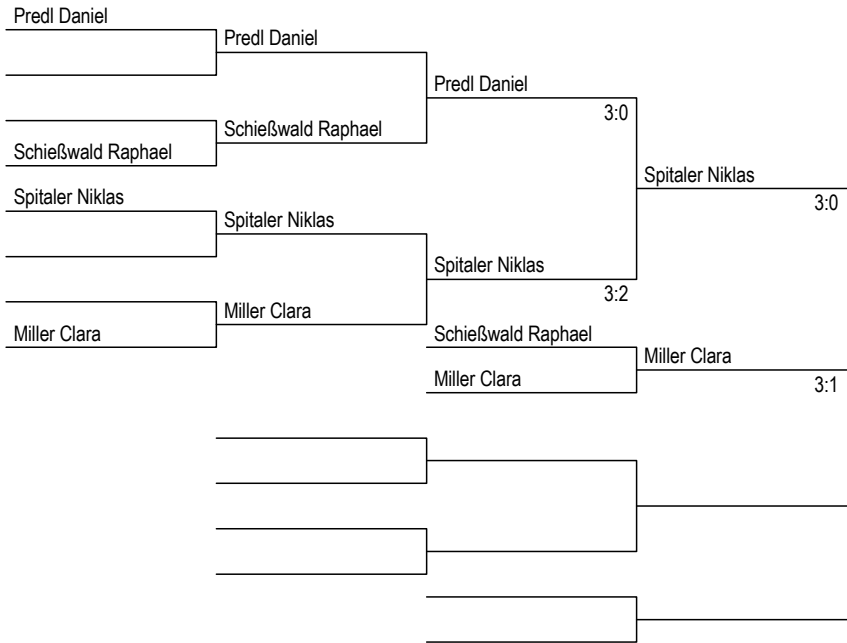 Predl Daniel
Predl Daniel
Predl Daniel
3:0
Schießwald Raphael
Schießwald Raphael
Spitaler Niklas
3:0
Spitaler Niklas
Spitaler Niklas
Spitaler Niklas
3:2
Miller Clara
Miller Clara
Schießwald Raphael
Miller Clara
Miller Clara
3:1